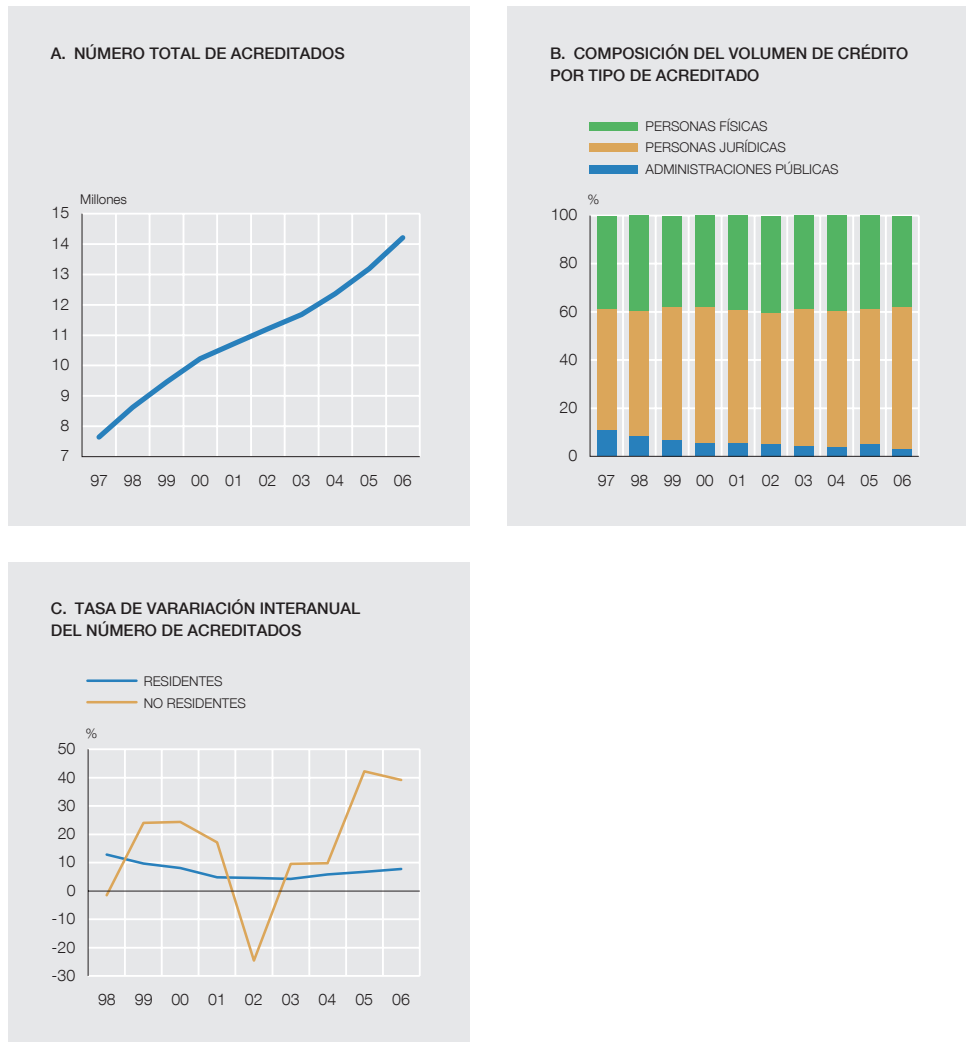 A. NÚMERO TOTAL DE ACREDITADOS
Millones
15
14
13
12
11
10
9
8
7
97 98 99 00 01 02 03 04 05 06
B. COMPOSICIÓN DEL VOLUMEN DE CRÉDITO
POR TIPO DE ACREDITADO
PERSONAS FÍSICAS
PERSONAS JURÍDICAS
ADMINISTRACIONES PÚBLICAS
%
100
80
60
40
20
0
97 98 99 00 01 02 03 04 05 06
C. TASA DE VARARIACIÓN INTERANUAL
DEL NÚMERO DE ACREDITADOS
RESIDENTES
NO RESIDENTES
%
50
40
30
20
10
0
-10
-20
-30
98 99 00 01 02 03 04 05 06